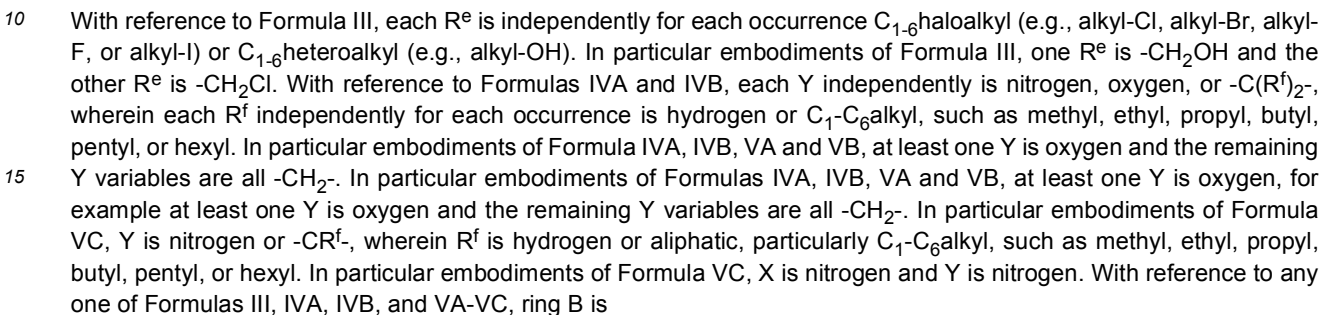 10 With reference to Formula III, each Rᵉ is independently for each occurrence C₁₋₆haloalkyl (e.g., alkyl-Cl, alkyl-Br, alkyl-
F, or alkyl-I) or C₁₋₆heteroalkyl (e.g., alkyl-OH). In particular embodiments of Formula III, one Rᵉ is -CH₂OH and the
other Rᵉ is -CH₂Cl. With reference to Formulas IVA and IVB, each Y independently is nitrogen, oxygen, or -C(Rᶠ)₂-,
wherein each Rᶠ independently for each occurrence is hydrogen or C₁-C₆alkyl, such as methyl, ethyl, propyl, butyl,
pentyl, or hexyl. In particular embodiments of Formula IVA, IVB, VA and VB, at least one Y is oxygen and the remaining
15 Y variables are all -CH₂-. In particular embodiments of Formulas IVA, IVB, VA and VB, at least one Y is oxygen, for
example at least one Y is oxygen and the remaining Y variables are all -CH₂-. In particular embodiments of Formula
VC, Y is nitrogen or -CRᶠ-, wherein Rᶠ is hydrogen or aliphatic, particularly C₁-C₆alkyl, such as methyl, ethyl, propyl,
butyl, pentyl, or hexyl. In particular embodiments of Formula VC, X is nitrogen and Y is nitrogen. With reference to any
one of Formulas III, IVA, IVB, and VA-VC, ring B is